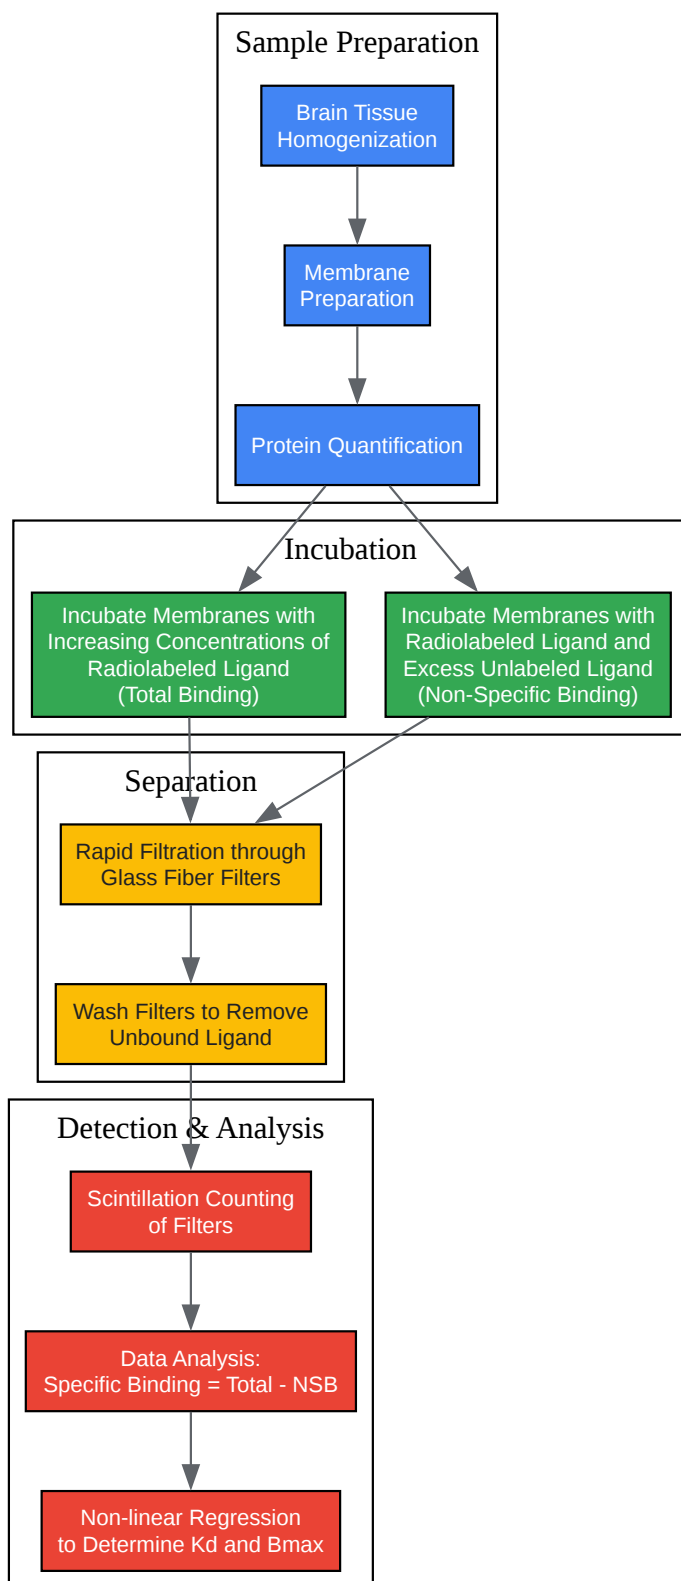 Sample Preparation
Brain Tissue
Homogenization
Membrane
Preparation
Protein Quantification
Incubation
Incubate Membranes with
Increasing Concentrations of
Radiolabeled Ligand
(Total Binding)
Incubate Membranes with
Radiolabeled Ligand and
Excess Unlabeled Ligand
(Non-Specific Binding)
Separation
Rapid Filtration through
Glass Fiber Filters
Wash Filters to Remove
Unbound Ligand
Detection & Analysis
Scintillation Counting
of Filters
Data Analysis:
Specific Binding = Total - NSB
Non-linear Regression
to Determine Kd and Bmax